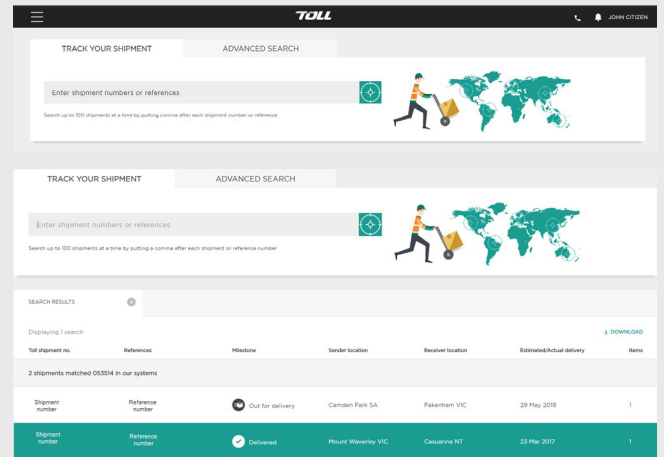 TOLL
JOHN CITIZEN
TRACK YOUR SHIPMENT ADVANCED SEARCH
Enter shipment numbers or references
Search up to 100 shipments at a time by putting comma after each shipment number or reference
TRACK YOUR SHIPMENT ADVANCED SEARCH
Enter shipment numbers or references
Search up to 100 shipments at a time by putting a comma after each shipment or reference number
SEARCH RESULTS
Displaying 1 search DOWNLOAD
Toll shipment no. References Milestone Sender location Receiver location Estimated/Actual delivery Items
2 shipments matched 053514 in our systems
Shipment number Reference number Out for delivery Camden Park SA Pakenham VIC 29 May 2018 1
Shipment number Reference number Delivered Mount Waverley VIC Casuarina NT 23 Mar 2017 1